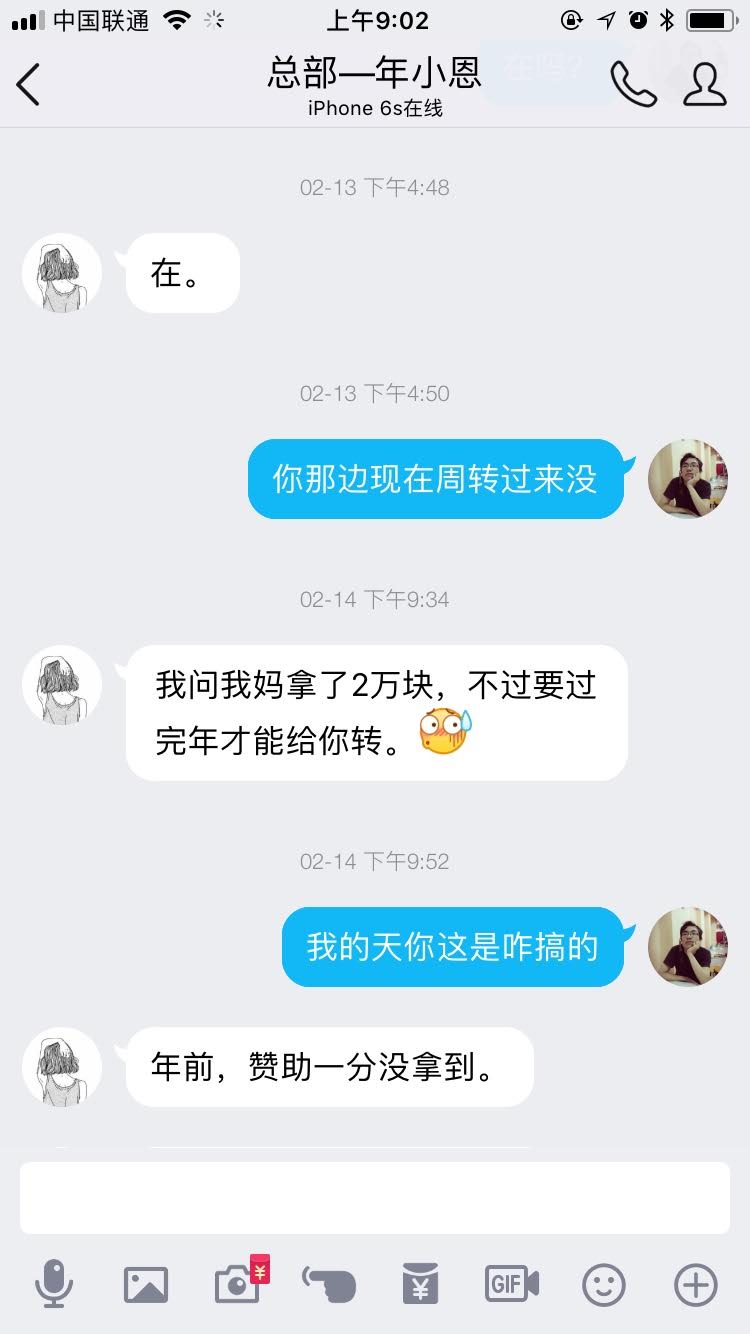 中国联通
上午9:02
总部—年小恩
iPhone 6s在线
在吗?
02-13 下午4:48
在。
02-13 下午4:50
你那边现在周转过来没
02-14 下午9:34
我问我妈拿了2万块，不过要过
完年才能给你转。
02-14 下午9:52
我的天你这是咋搞的
年前，赞助一分没拿到。
¥
¥
GIF